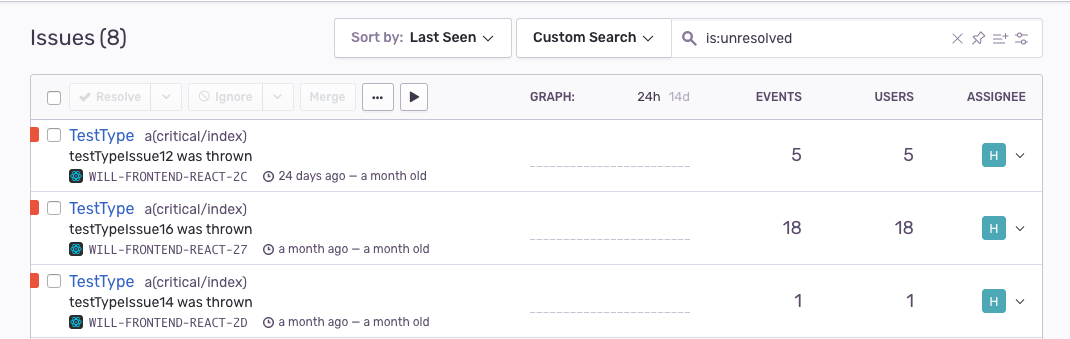 Issues (8)
Sort by: Last Seen
Custom Search
is:unresolved
Resolve
Ignore
Merge
GRAPH: 24h 14d EVENTS USERS ASSIGNEE
TestType a(critical/index)
testTypeIssue12 was thrown
5 5 H
WILL-FRONTEND-REACT-2C 24 days ago — a month old
TestType a(critical/index)
testTypeIssue16 was thrown
18 18 H
WILL-FRONTEND-REACT-Z7 a month ago — a month old
TestType a(critical/index)
testTypeIssue14 was thrown
1 1 H
WILL-FRONTEND-REACT-2D a month ago — a month old